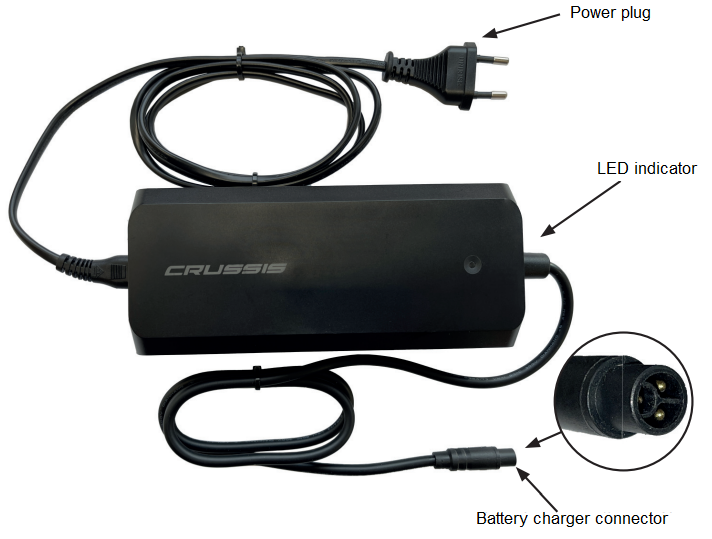 Power plug
LED indicator
CRUSSIS
Battery charger connector